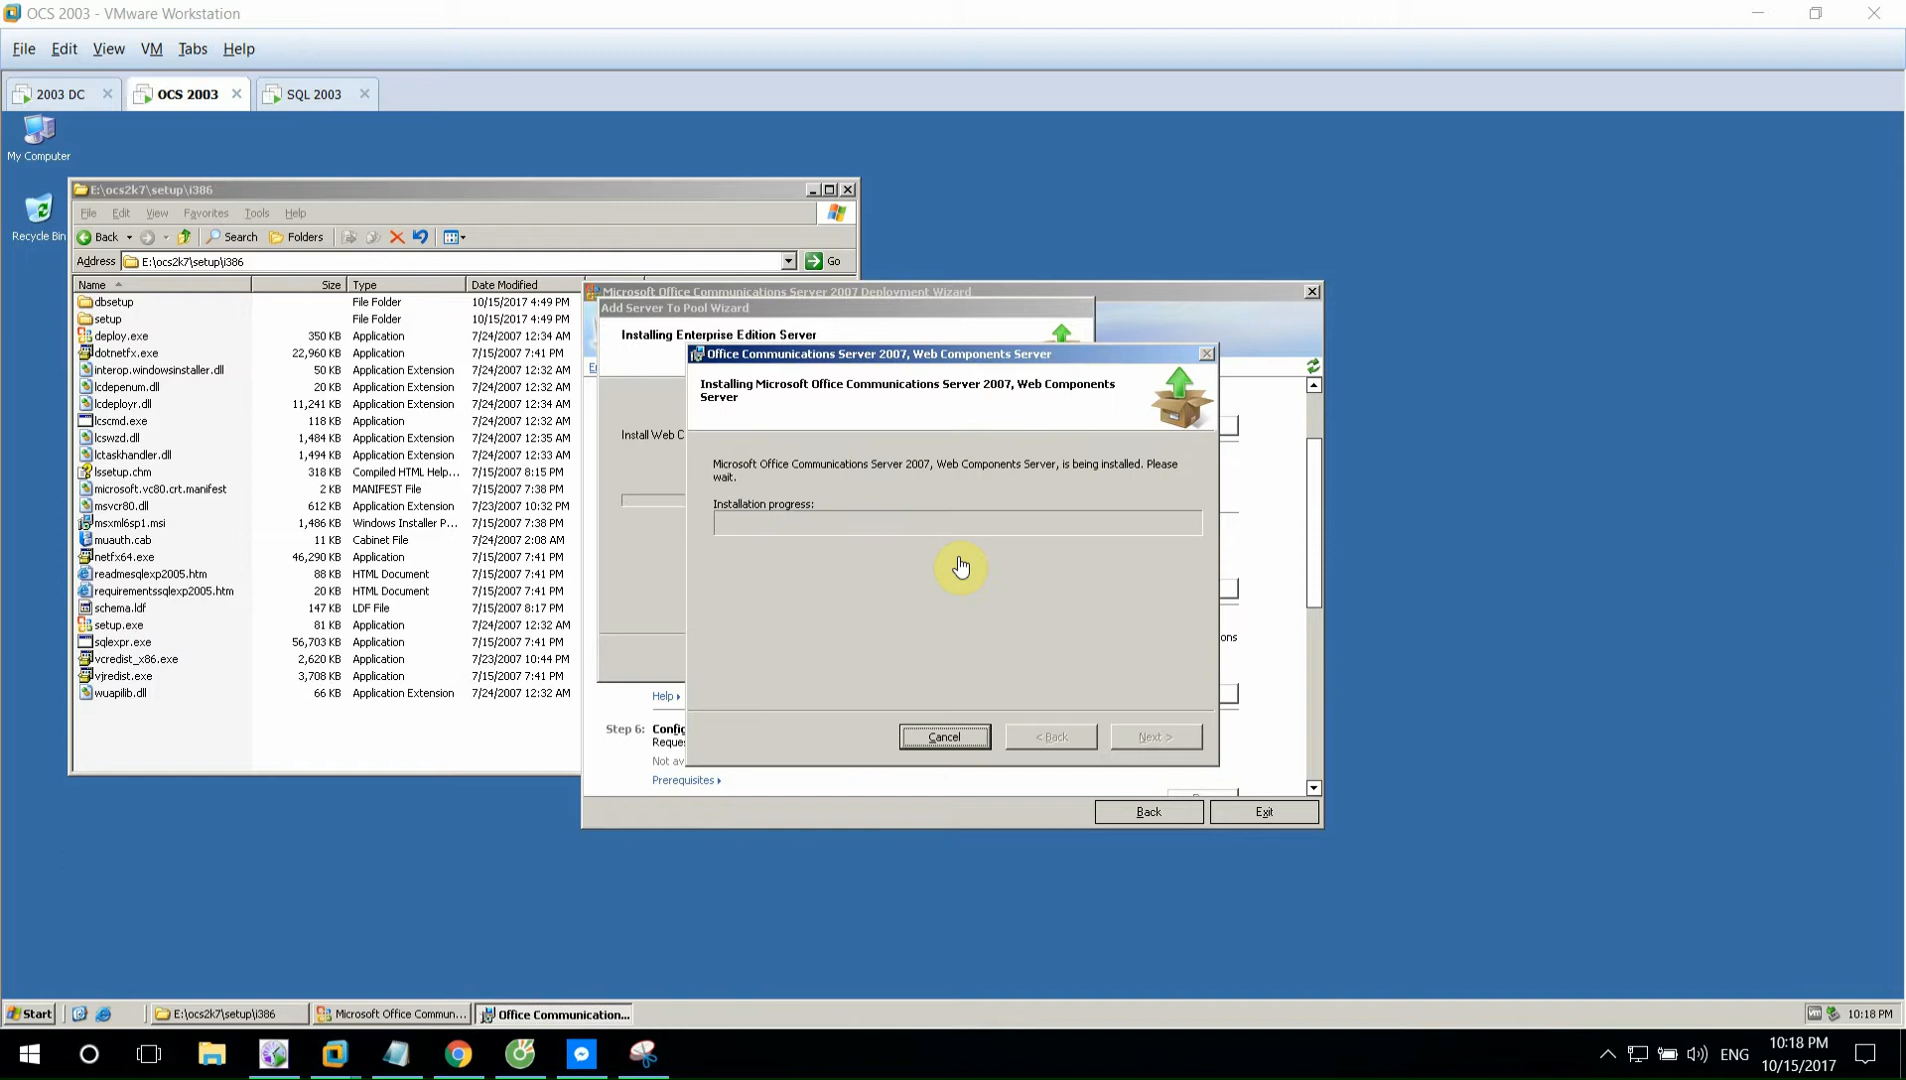 OCS 2003 - VMware Workstation
File Edit View VM Tabs Help
2003 DC OCS 2003 SQL 2003
My Computer
Recycle Bin
E:\ocs2k7\setup\i386
File Edit View Favorites Tools Help
Back Search Folders
Address E:\ocs2k7\setup\i386 Go
Name Size Type Date Modified
dbsetup File Folder 10/15/2017 4:49 PM
setup File Folder 10/15/2017 4:49 PM
deploy.exe 350 KB Application 7/24/2007 12:34 AM
dotnetfx.exe 22,960 KB Application 7/15/2007 7:41 PM
interop.windowsinstaller.dll 50 KB Application Extension 7/24/2007 12:34 AM
lcdepenum.dll 20 KB Application Extension 7/24/2007 12:32 AM
lcdeployr.dll 11,241 KB Application Extension 7/24/2007 12:34 AM
lcscmd.exe 118 KB Application 7/24/2007 12:32 AM
lcswzd.dll 1,484 KB Application Extension 7/24/2007 12:35 AM
lctaskhandler.dll 1,494 KB Application Extension 7/24/2007 12:33 AM
lssetup.chm 318 KB Compiled HTML Help... 7/15/2007 8:15 PM
microsoft.vc80.crt.manifest 2 KB MANIFEST File 7/15/2007 7:38 PM
msvcr80.dll 612 KB Application Extension 7/23/2007 10:32 PM
msxml6sp1.msi 1,486 KB Windows Installer P... 7/15/2007 7:38 PM
muauth.cab 11 KB Cabinet File 7/24/2007 2:08 AM
netfx64.exe 46,290 KB Application 7/15/2007 7:41 PM
readmesqlexp2005.htm 88 KB HTML Document 7/15/2007 7:41 PM
requirementssqlexp2005.htm 20 KB HTML Document 7/15/2007 7:41 PM
schema.ldf 147 KB LDF File 7/15/2007 8:17 PM
setup.exe 81 KB Application 7/24/2007 12:32 AM
sqlexpr.exe 56,703 KB Application 7/15/2007 7:41 PM
vcredist_x86.exe 2,620 KB Application 7/23/2007 10:44 PM
vjredist.exe 3,708 KB Application 7/15/2007 7:41 PM
wuapilib.dll 66 KB Application Extension 7/24/2007 12:32 AM
Microsoft Office Communications Server 2007 Deployment Wizard
Add Server To Pool Wizard
Installing Enterprise Edition Server
Install Web C
Office Communications Server 2007, Web Components Server
Installing Microsoft Office Communications Server 2007, Web Components
Server
Microsoft Office Communications Server 2007, Web Components Server, is being installed. Please
wait.
Installation progress:
Cancel < Back Next >
ons
Help
Step 6: Config
Reque
Not av
Prerequisites
Back Exit
Start E:\ocs2k7\setup\i386 Microsoft Office Commun... Office Communication... 10:18 PM
ENG 10:18 PM
10/15/2017